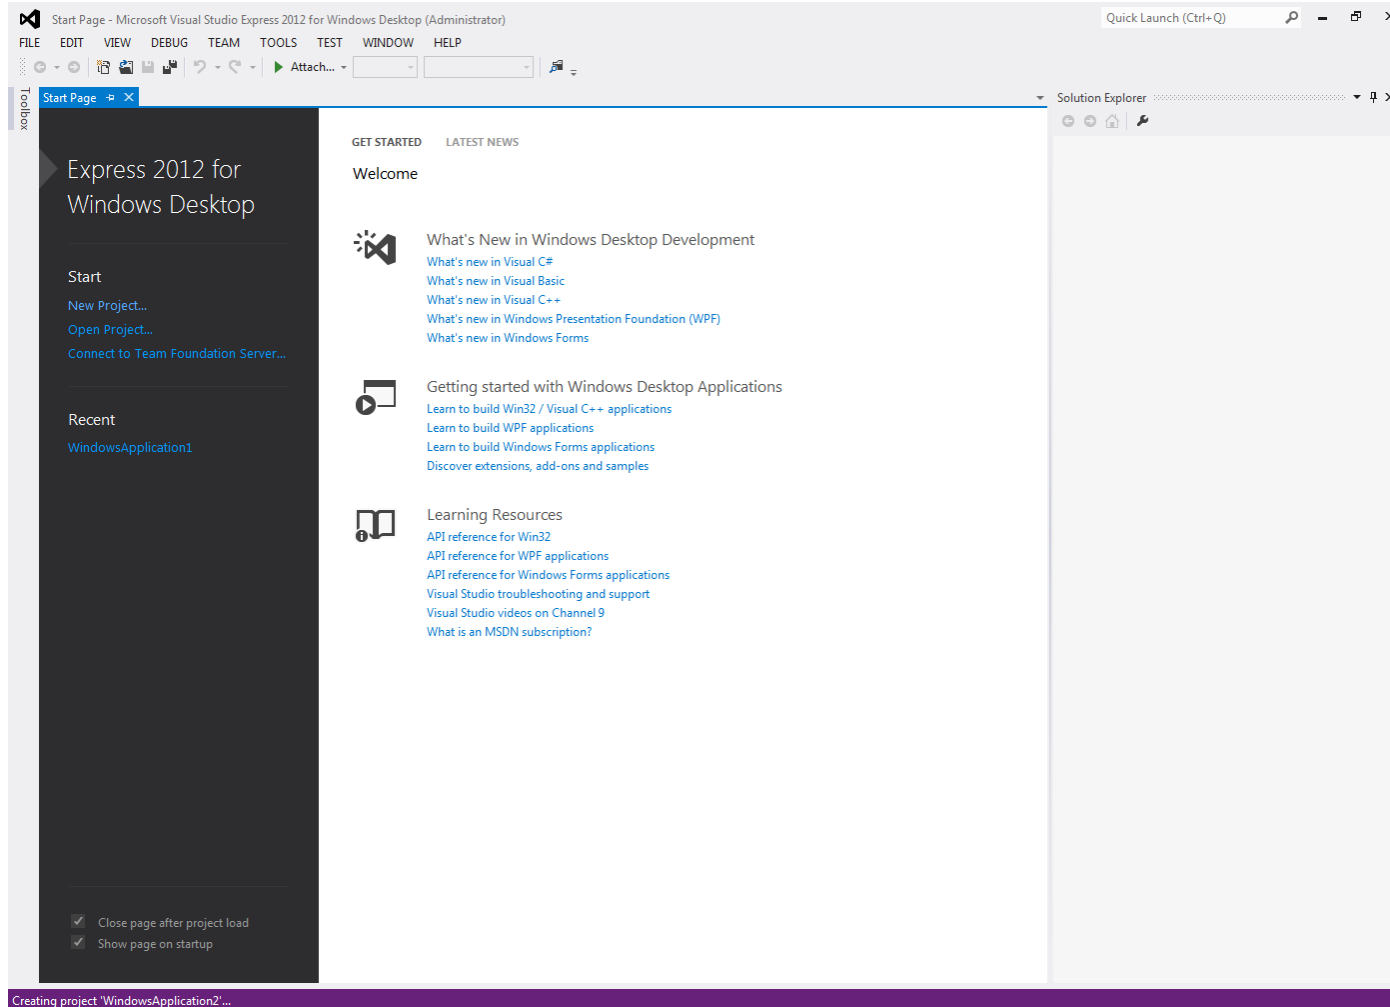 Start Page - Microsoft Visual Studio Express 2012 for Windows Desktop (Administrator)
Quick Launch (Ctrl+Q)
FILE EDIT VIEW DEBUG TEAM TOOLS TEST WINDOW HELP
Attach...
Toolbox
Start Page
Solution Explorer
Express 2012 for
Windows Desktop
Start
New Project...
Open Project...
Connect to Team Foundation Server...
Recent
WindowsApplication1
Close page after project load
Show page on startup
GET STARTED LATEST NEWS
Welcome
What's New in Windows Desktop Development
What's new in Visual C#
What's new in Visual Basic
What's new in Visual C++
What's new in Windows Presentation Foundation (WPF)
What's new in Windows Forms
Getting started with Windows Desktop Applications
Learn to build Win32 / Visual C++ applications
Learn to build WPF applications
Learn to build Windows Forms applications
Discover extensions, add-ons and samples
Learning Resources
API reference for Win32
API reference for WPF applications
API reference for Windows Forms applications
Visual Studio troubleshooting and support
Visual Studio videos on Channel 9
What is an MSDN subscription?
Creating project 'WindowsApplication2'...